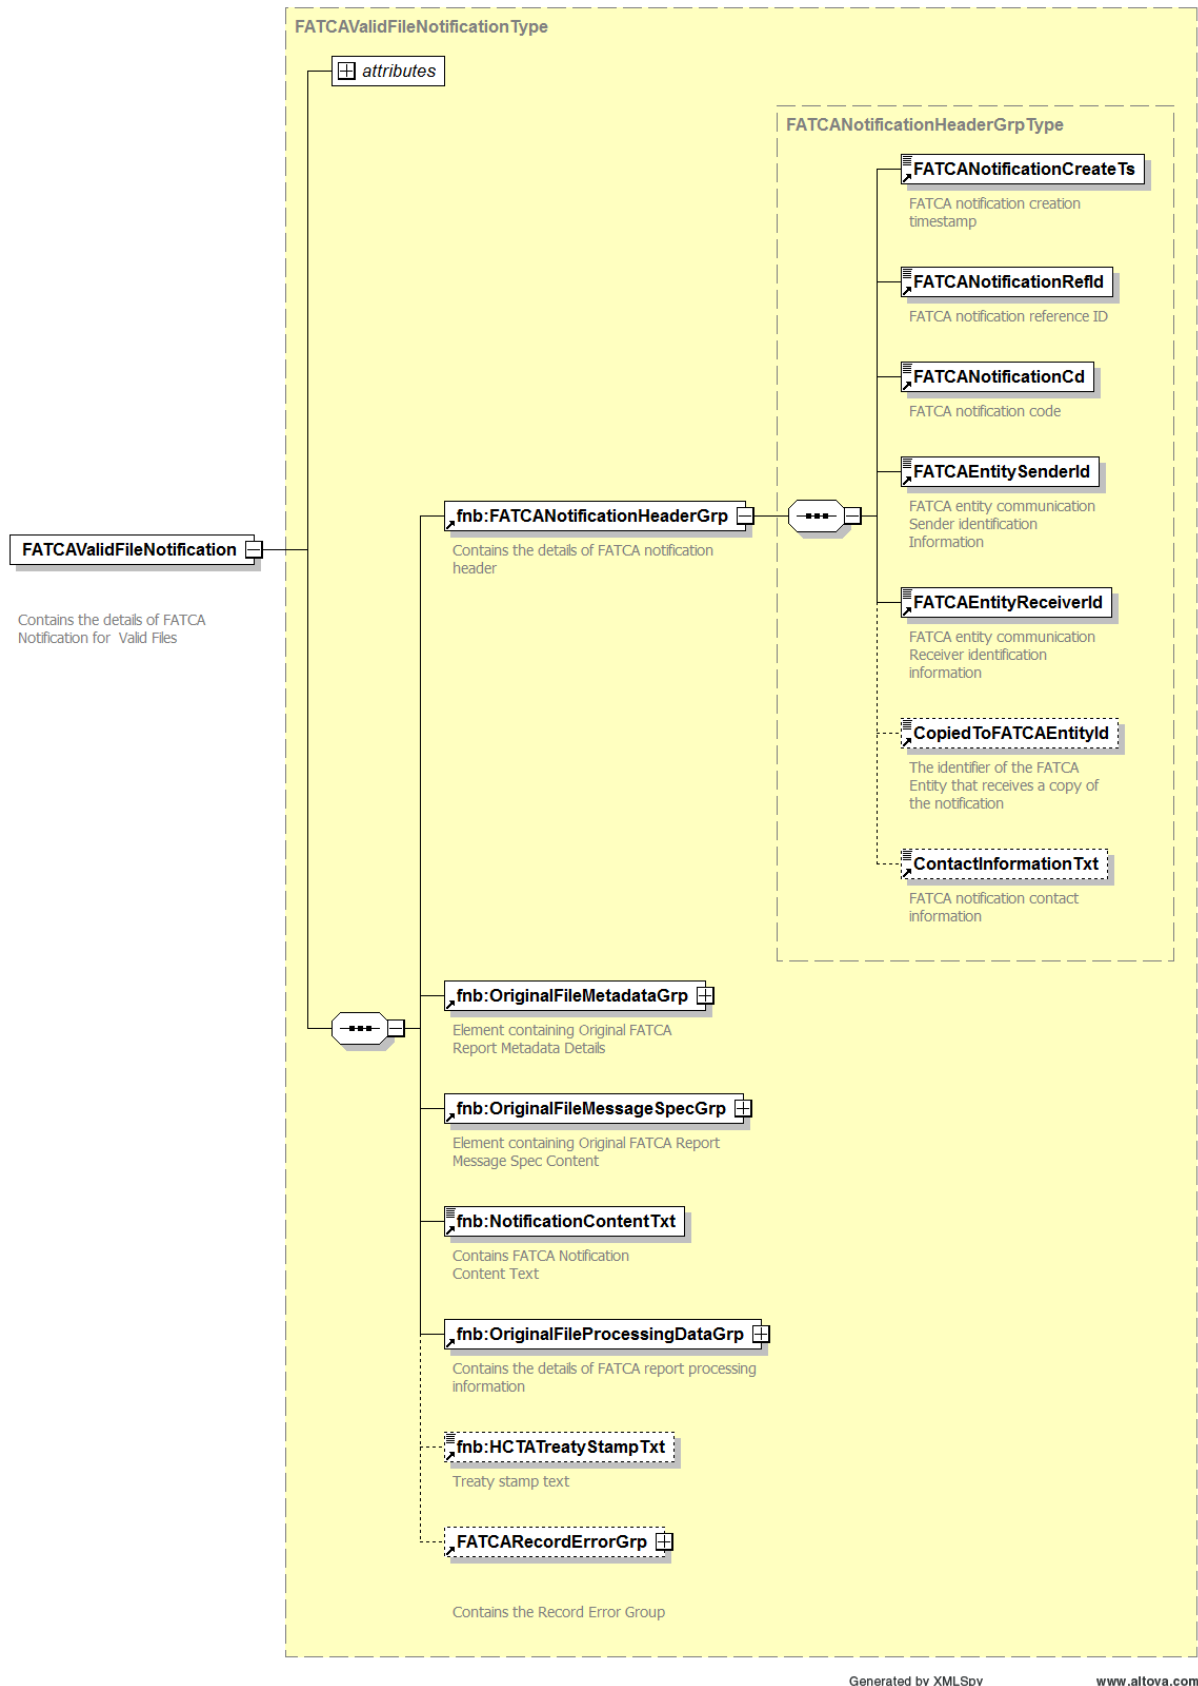 FATCAValidFileNotificationType
attributes
FATCANotificationHeaderGrpType
FATCANotificationCreateTs
FATCA notification creation
timestamp
FATCANotificationRefId
FATCA notification reference ID
FATCANotificationCd
FATCA notification code
FATCAEntitySenderId
FATCA entity communication
Sender identification
Information
fnb:FATCANotificationHeaderGrp
Contains the details of FATCA notification
header
FATCAValidFileNotification
Contains the details of FATCA
Notification for  Valid Files
FATCAEntityReceiverId
FATCA entity communication
Receiver identification
information
CopiedToFATCAEntityId
The identifier of the FATCA
Entity that receives a copy of
the notification
ContactInformationTxt
FATCA notification contact
information
fnb:OriginalFileMetadataGrp
Element containing Original FATCA
Report Metadata Details
fnb:OriginalFileMessageSpecGrp
Element containing Original FATCA Report
Message Spec Content
fnb:NotificationContentTxt
Contains FATCA Notification
Content Text
fnb:OriginalFileProcessingDataGrp
Contains the details of FATCA report processing
information
fnb:HCTATreatyStampTxt
Treaty stamp text
FATCARecordErrorGrp
Contains the Record Error Group
Generated by XMLSpy
www.altova.com